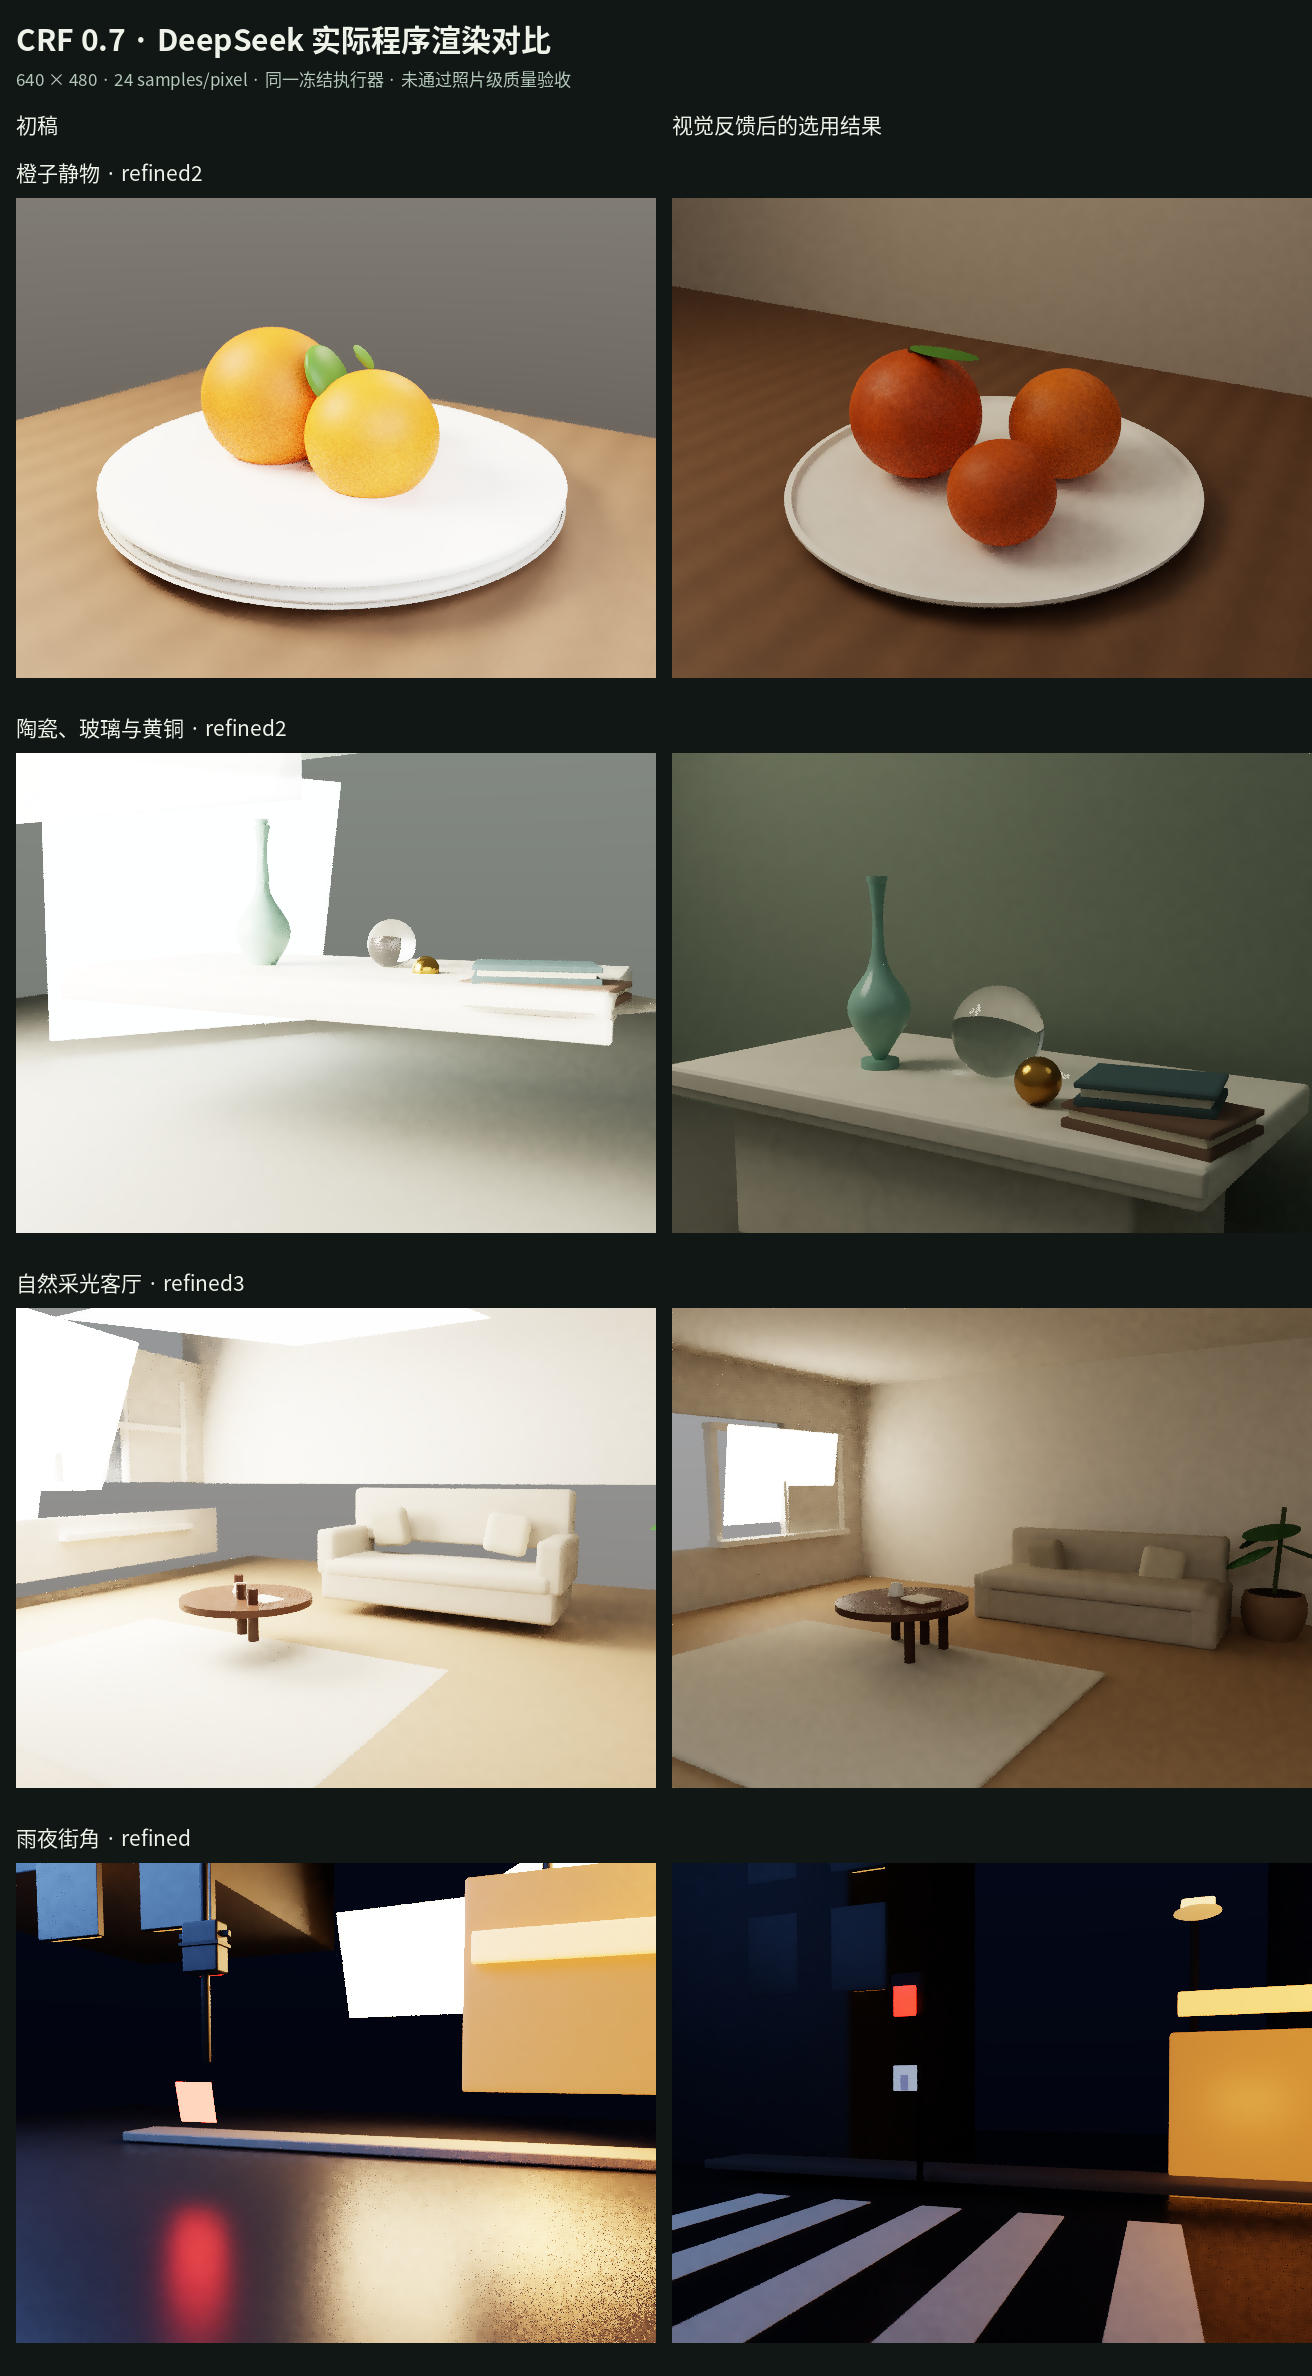 CRF 0.7 · DeepSeek 实际程序渲染对比
640 × 480 · 24 samples/pixel · 同一冻结执行器 · 未通过照片级质量验收
初稿
视觉反馈后的选用结果
橙子静物 · refined2
陶瓷、玻璃与黄铜 · refined2
自然采光客厅 · refined3
雨夜街角 · refined